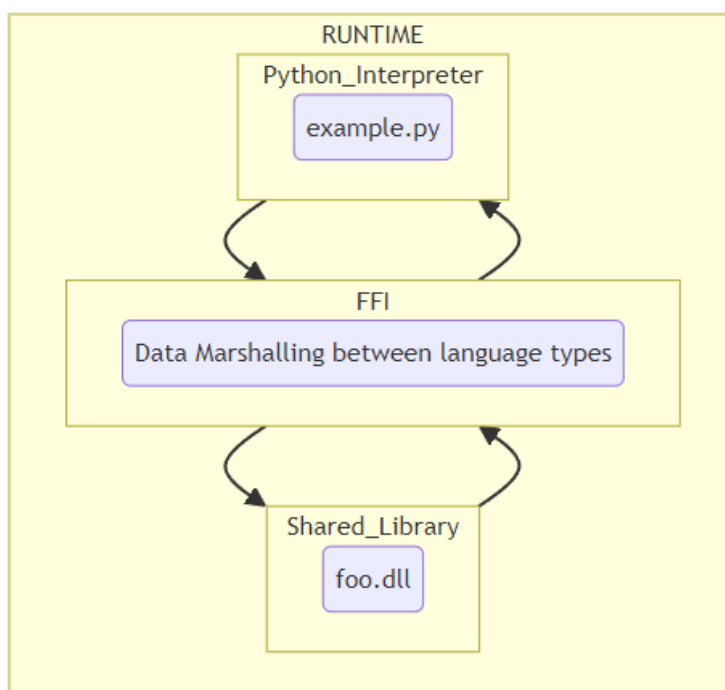 RUNTIME
Python_Interpreter
example.py
FFI
Data Marshalling between language types
Shared_Library
foo.dll